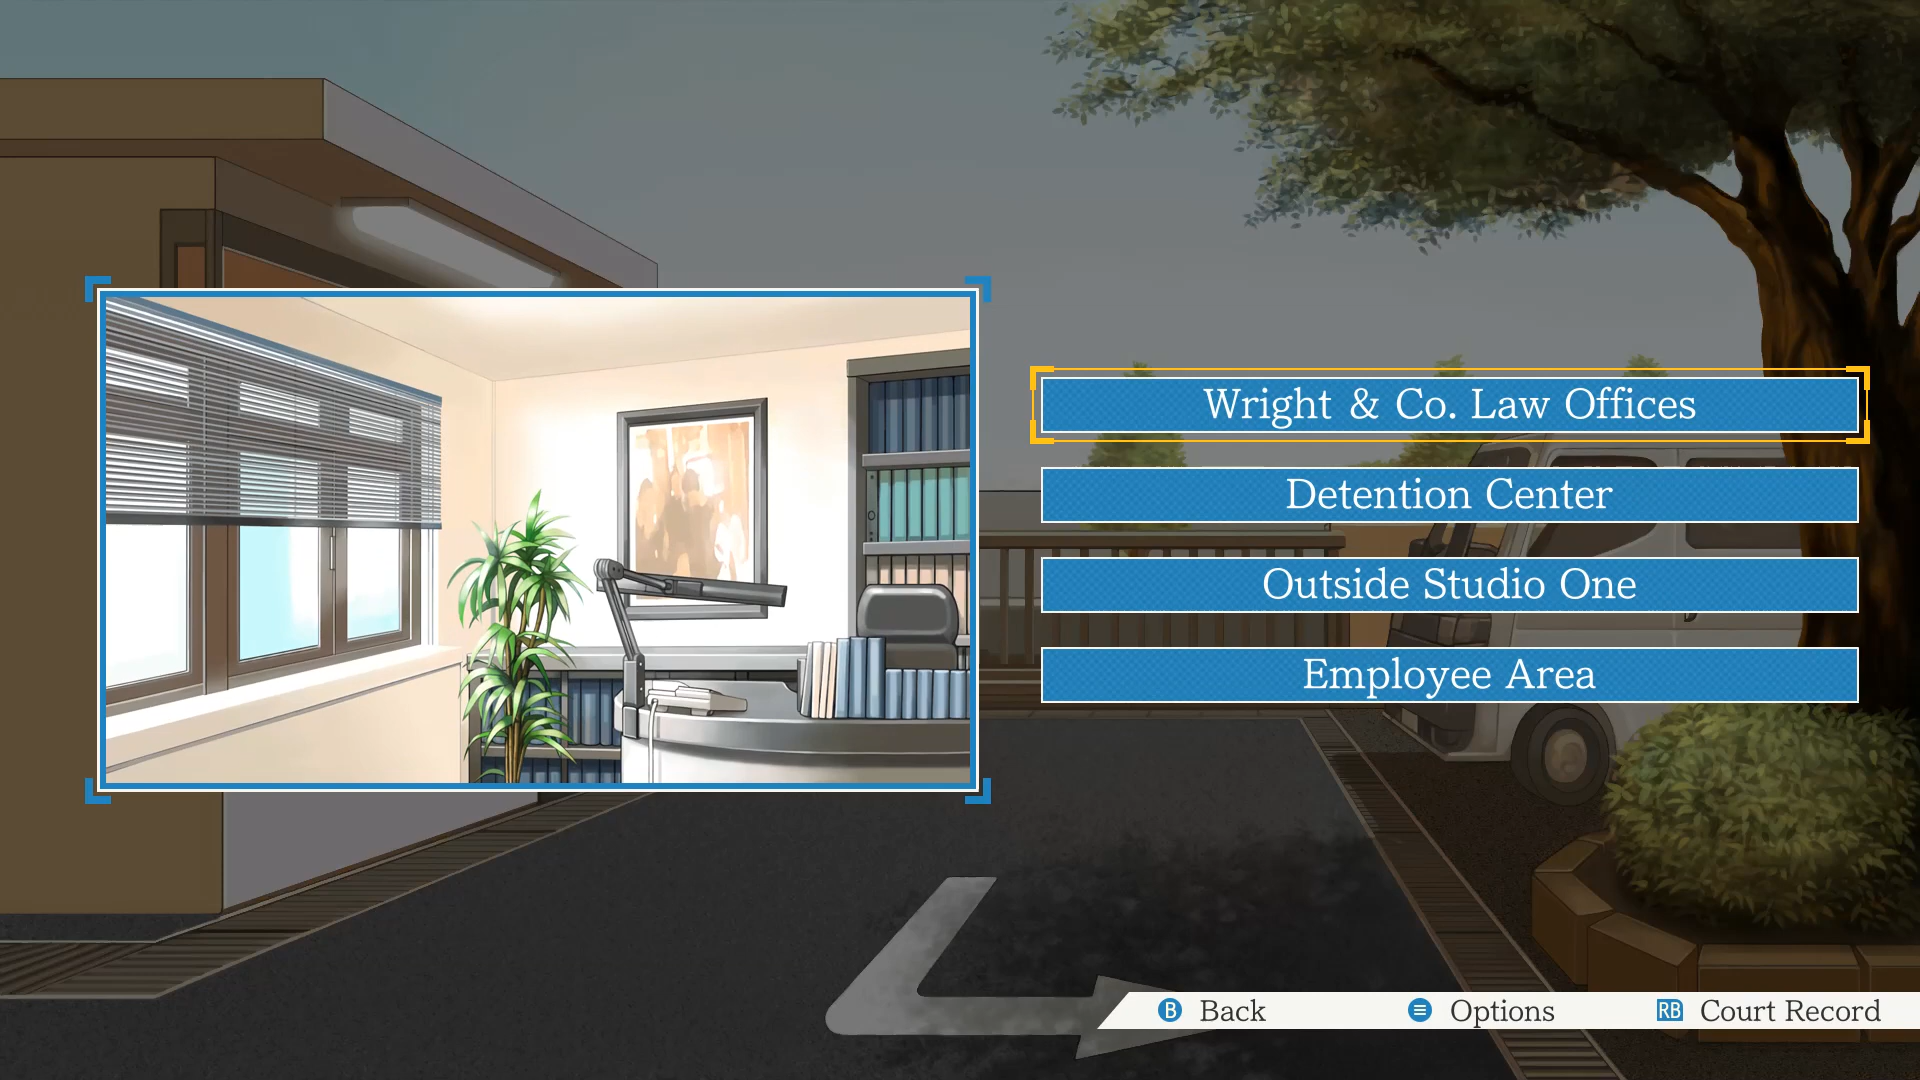 Wright & Co. Law Offices
Detention Center
Outside Studio One
Employee Area
B Back
Options
RB Court Record